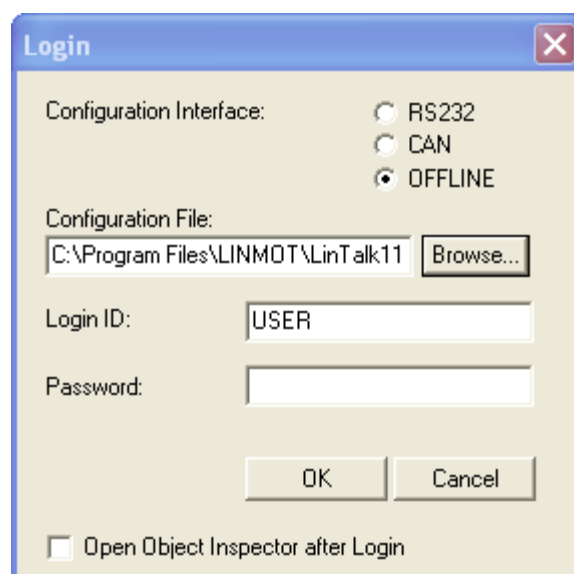 Login
Configuration Interface:
RS232
CAN
OFFLINE
Configuration File:
C:\Program Files\LINMOT\LinTalk11
Browse...
Login ID:
USER
Password:
OK
Cancel
Open Object Inspector after Login